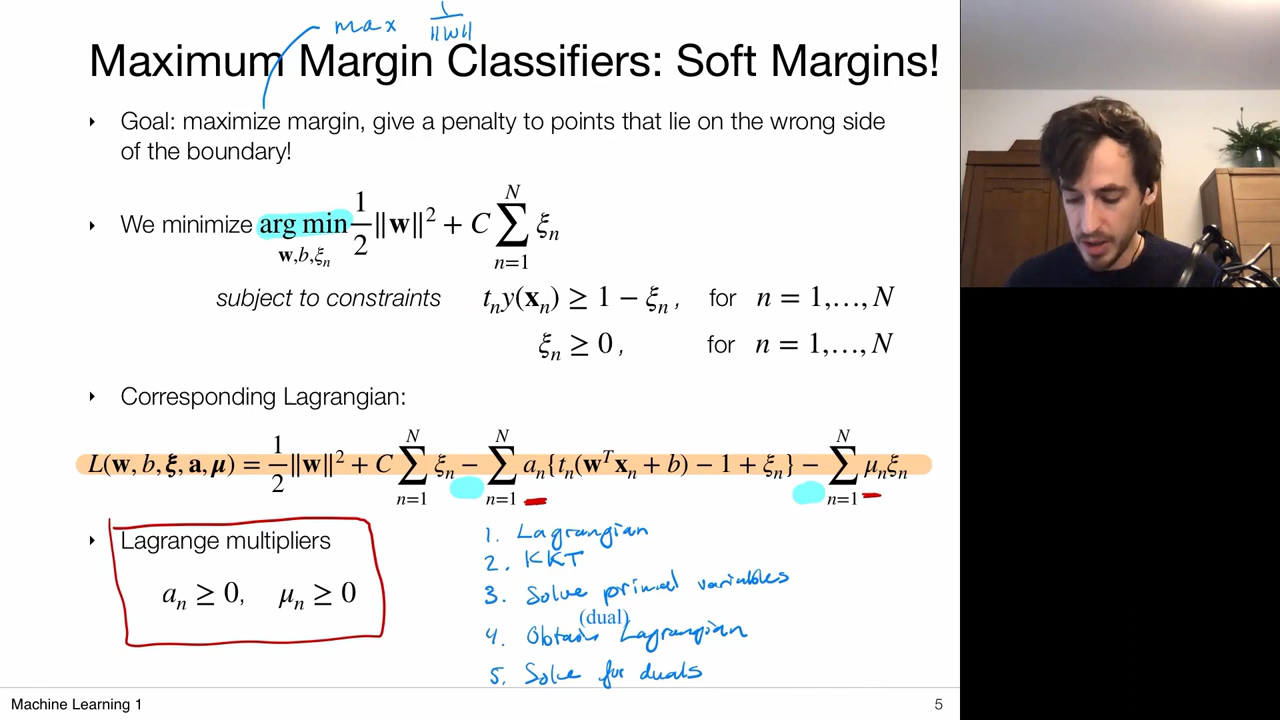 max 1/||w||
Maximum Margin Classifiers: Soft Margins!
‣ Goal: maximize margin, give a penalty to points that lie on the wrong side
of the boundary!
‣ We minimize arg min_{w,b,ξ_n} 1/2 ||w||² + C ∑_{n=1}^{N} ξ_n
subject to constraints t_n y(x_n) ≥ 1 − ξ_n , for n = 1,…,N
ξ_n ≥ 0 , for n = 1,…,N
‣ Corresponding Lagrangian:
L(w, b, ξ, a, μ) = 1/2 ||w||² + C ∑_{n=1}^{N} ξ_n − ∑_{n=1}^{N} a_n{t_n(w^T x_n + b) − 1 + ξ_n} − ∑_{n=1}^{N} μ_n ξ_n
‣ Lagrange multipliers
a_n ≥ 0, μ_n ≥ 0
1. Lagrangian
2. KKT
3. Solve primal variables
(dual)
4. Obtain Lagrangian
5. Solve for duals
Machine Learning 1
5